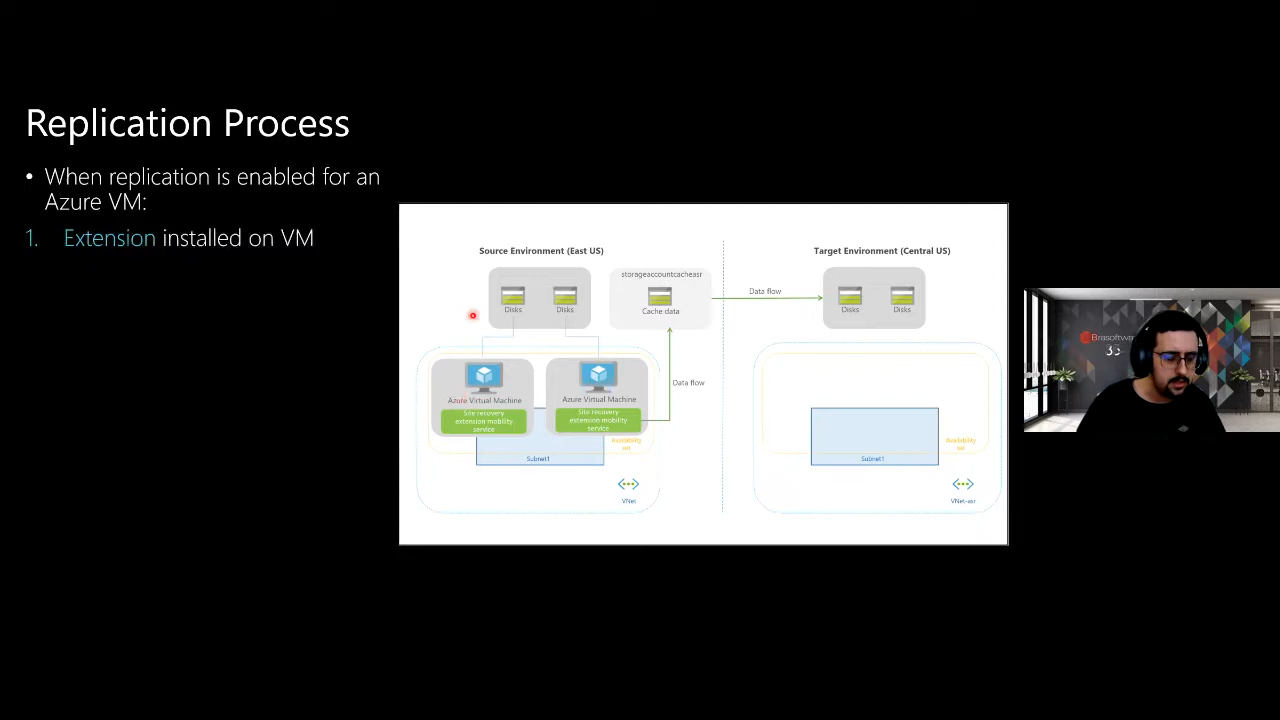 Replication Process
• When replication is enabled for an
Azure VM:
1. Extension installed on VM
Source Environment (East US)
Target Environment (Central US)
storageaccountcacheasr
Disks
Disks
Cache data
Data flow
Disks
Disks
Data flow
Azure Virtual Machine
Azure Virtual Machine
Site recovery
extension mobility
service
Site recovery
extension mobility
service
Availability
set
Subnet1
VNet
Availability
set
Subnet1
VNet-asr
Brasoftware
35